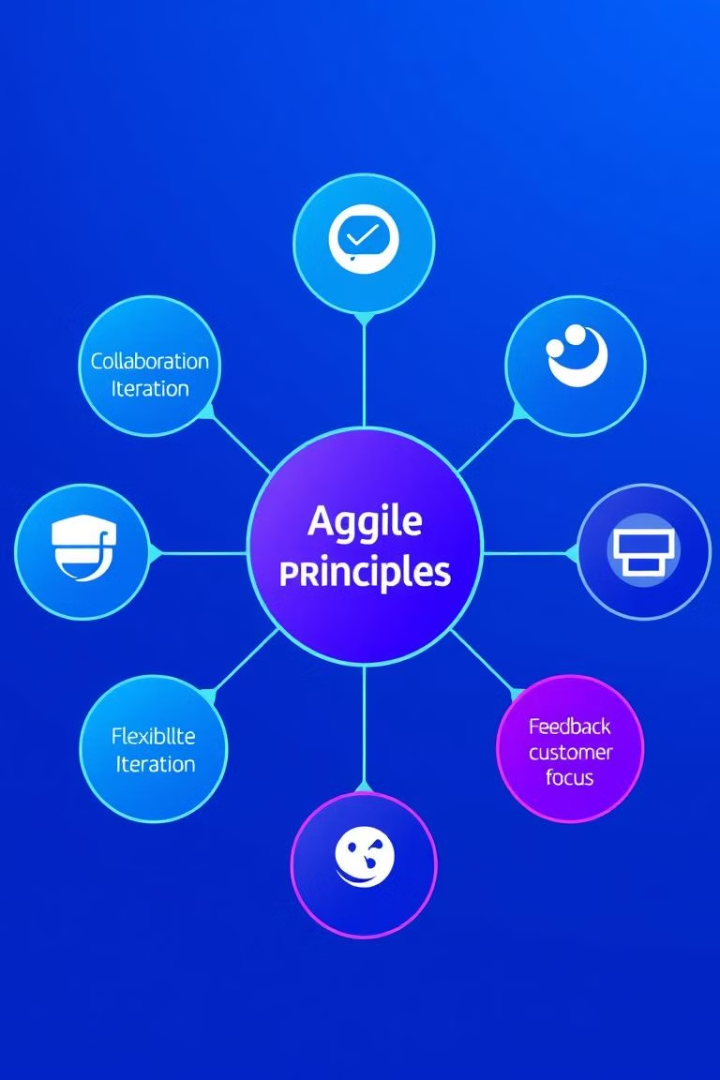 Collaboration
Iteration
Aggile
PRinciples
Flexibllte
Iteration
Feedback
customer
focus